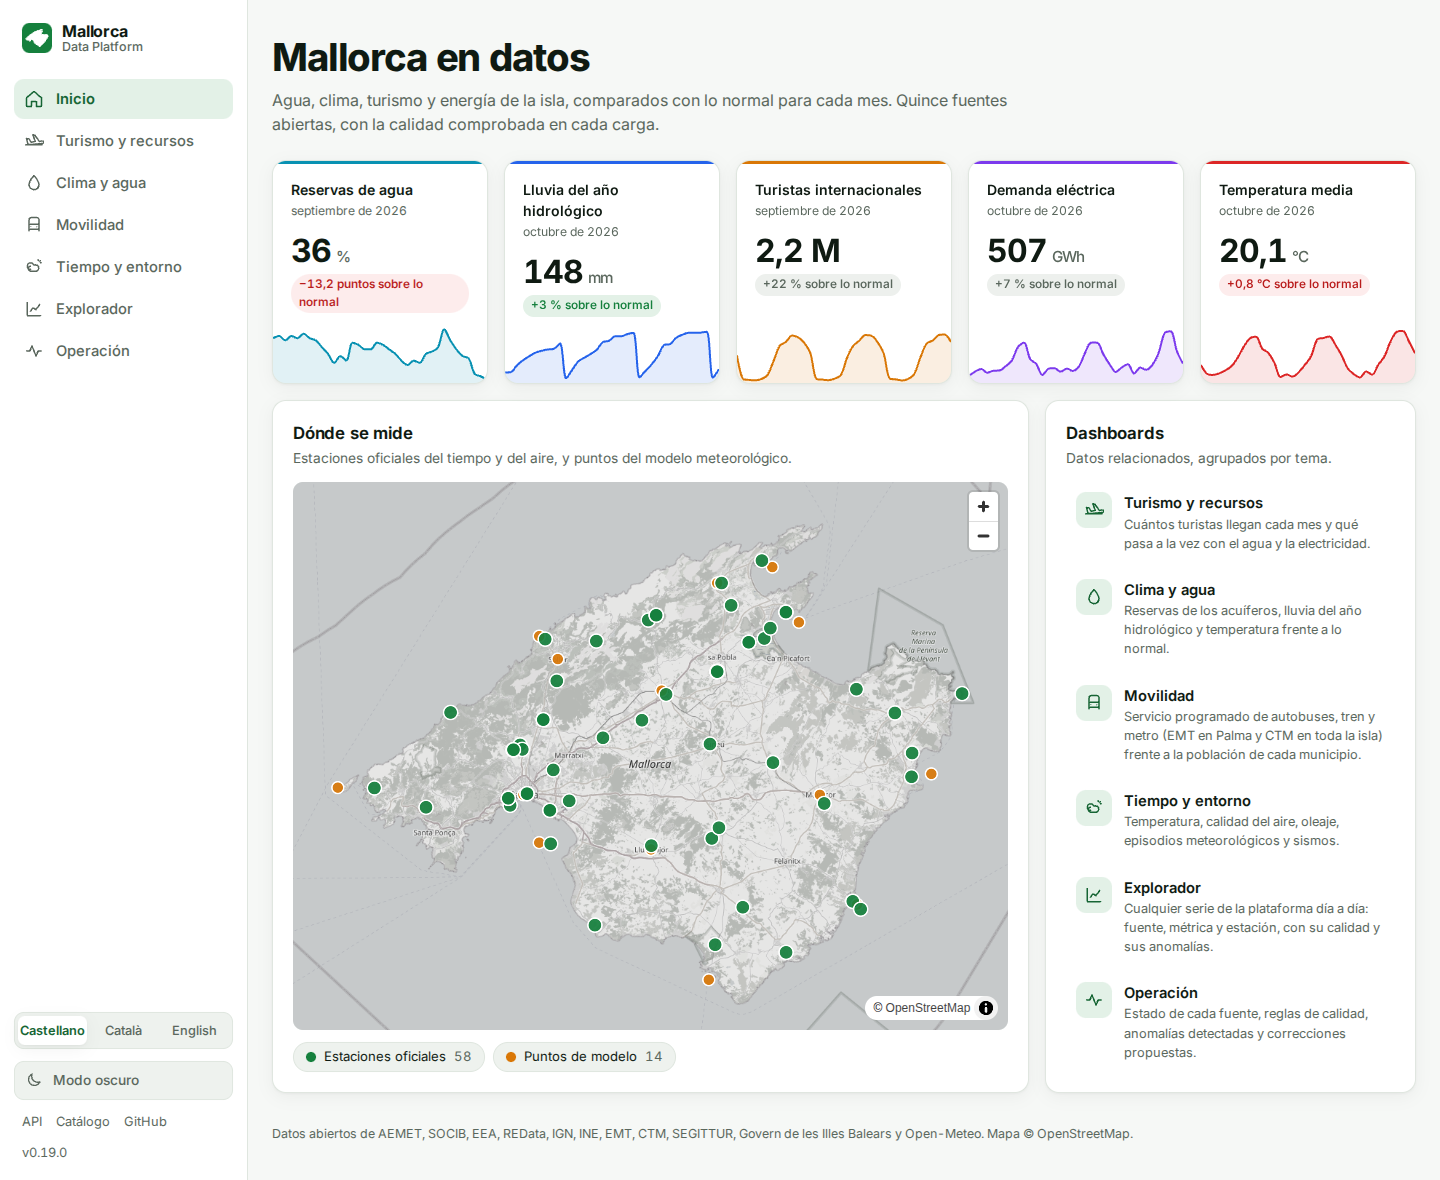 Mallorca
Data Platform
Inicio
Turismo y recursos
Clima y agua
Movilidad
Tiempo y entorno
Explorador
Operación
Castellano
Català
English
Modo oscuro
API
Catálogo
GitHub
v0.19.0
Mallorca en datos
Agua, clima, turismo y energía de la isla, comparados con lo normal para cada mes. Quince fuentes
abiertas, con la calidad comprobada en cada carga.
Reservas de agua
septiembre de 2026
36 %
−13,2 puntos sobre lo
normal
Lluvia del año
hidrológico
octubre de 2026
148 mm
+3 % sobre lo normal
Turistas internacionales
septiembre de 2026
2,2 M
+22 % sobre lo normal
Demanda eléctrica
octubre de 2026
507 GWh
+7 % sobre lo normal
Temperatura media
octubre de 2026
20,1 °C
+0,8 °C sobre lo normal
Dónde se mide
Estaciones oficiales del tiempo y del aire, y puntos del modelo meteorológico.
+
−
Reserva
Marina
de la Península
de Llevant
sa Pobla
Ca'n Picafort
Marratxí
Mallorca
Santa Ponça
Felanitx
© OpenStreetMap
Estaciones oficiales 58
Puntos de modelo 14
Dashboards
Datos relacionados, agrupados por tema.
Turismo y recursos
Cuántos turistas llegan cada mes y qué
pasa a la vez con el agua y la electricidad.
Clima y agua
Reservas de los acuíferos, lluvia del año
hidrológico y temperatura frente a lo
normal.
Movilidad
Servicio programado de autobuses, tren y
metro (EMT en Palma y CTM en toda la isla)
frente a la población de cada municipio.
Tiempo y entorno
Temperatura, calidad del aire, oleaje,
episodios meteorológicos y sismos.
Explorador
Cualquier serie de la plataforma día a día:
fuente, métrica y estación, con su calidad y
sus anomalías.
Operación
Estado de cada fuente, reglas de calidad,
anomalías detectadas y correcciones
propuestas.
Datos abiertos de AEMET, SOCIB, EEA, REData, IGN, INE, EMT, CTM, SEGITTUR, Govern de les Illes Balears y Open-Meteo. Mapa © OpenStreetMap.